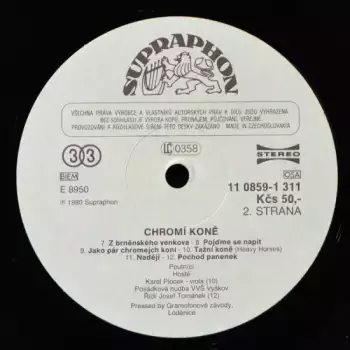 SUPRAPHON
VŠECHNA PRÁVA VÝROBCE A VLASTNÍKŮ AUTORSKÝCH PRÁV K DÍLU JSOU VYHRAZENA
BEZ SOUHLASU JE VÝROBA KOPIÍ, PRONÁJEM, PŮJČOVÁNÍ, VEŘEJNÉ
PROVOZOVÁNÍ A ROZHLASOVÉ ŠÍŘENÍ TÉTO DESKY ZAKÁZÁNO. MADE IN CZECHOSLOVAKIA
33
LC 0358
STEREO
BIEM
OSA
E 8950
11 0859-1 311
℗ 1990 Supraphon
Kčs 50,-
2. STRANA
CHROMÍ KONĚ
7. Z brněnského venkova - 8. Pojďme se napít
9. Jako pár chromejch koní - 10. Tažní koně (Heavy Horses)
11. Naději - 12. Pochod panenek
Poutníci
Hosté
Karel Plocek - viola (10)
Posádková hudba VVŠ Vyškov
Řídí Josef Tománek (12)
Pressed by Gramofonové závody,
Loděnice